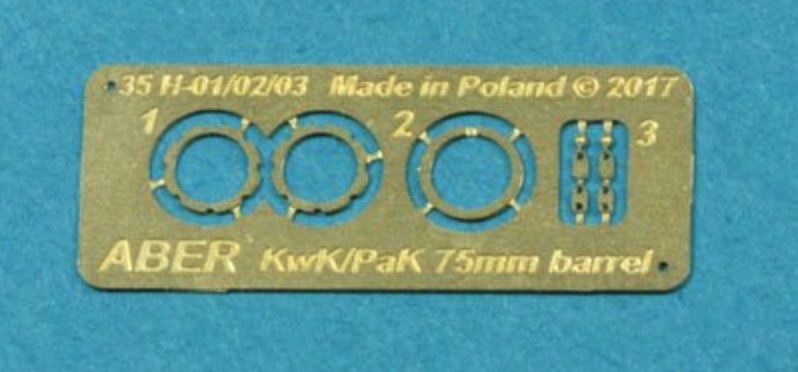 35 H-01/02/03 Made in Poland © 2017
1 2 3
ABER KwK/PaK 75mm barrel